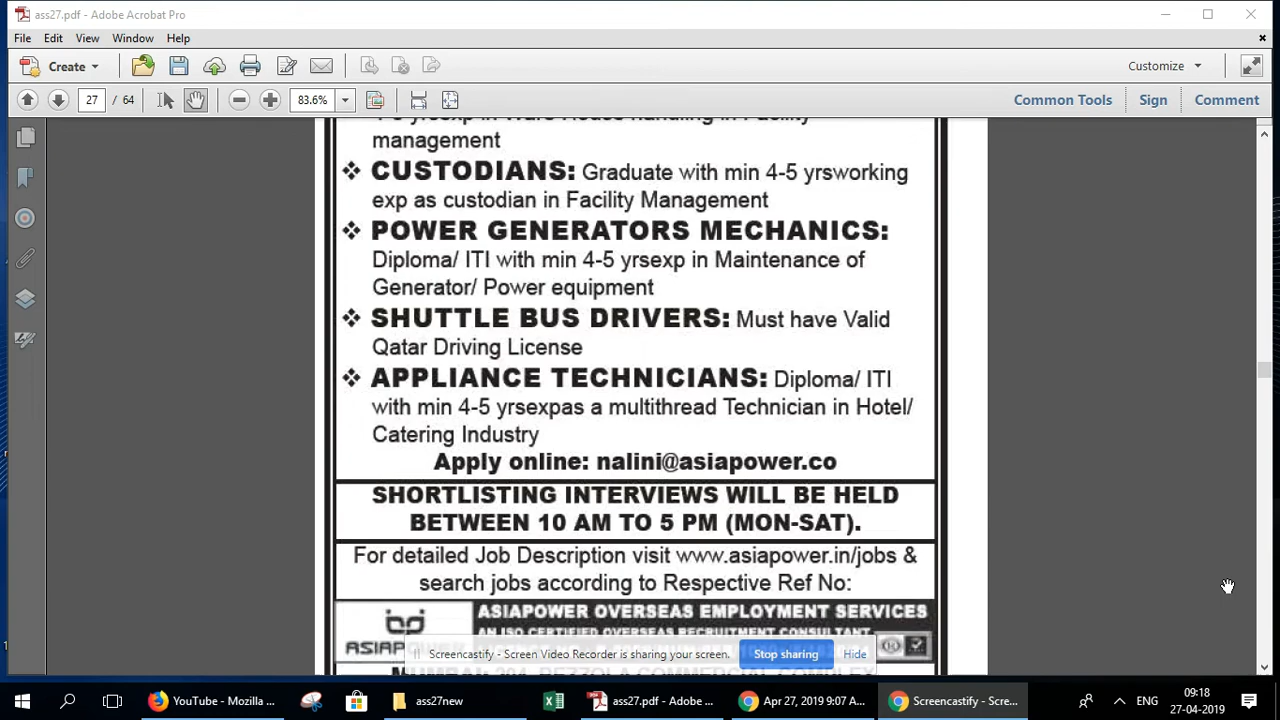 ass27.pdf - Adobe Acrobat Pro
File Edit View Window Help
Create
Customize
27 / 64
83.6%
Common Tools Sign Comment
management
❖ CUSTODIANS: Graduate with min 4-5 yrsworking
exp as custodian in Facility Management
❖ POWER GENERATORS MECHANICS:
Diploma/ ITI with min 4-5 yrsexp in Maintenance of
Generator/ Power equipment
❖ SHUTTLE BUS DRIVERS: Must have Valid
Qatar Driving License
❖ APPLIANCE TECHNICIANS: Diploma/ ITI
with min 4-5 yrsexpas a multithread Technician in Hotel/
Catering Industry
Apply online: nalini@asiapower.co
SHORTLISTING INTERVIEWS WILL BE HELD
BETWEEN 10 AM TO 5 PM (MON-SAT).
For detailed Job Description visit www.asiapower.in/jobs &
search jobs according to Respective Ref No:
ASIAPOWER OVERSEAS EMPLOYMENT SERVICES
AN ISO CERTIFIED OVERSEAS RECRUITMENT CONSULTANT
Screencastify - Screen Video Recorder is sharing your screen. Stop sharing Hide
YouTube - Mozilla ... ass27new ass27.pdf - Adobe ... Apr 27, 2019 9:07 A... Screencastify - Scre... ENG 09:18
27-04-2019